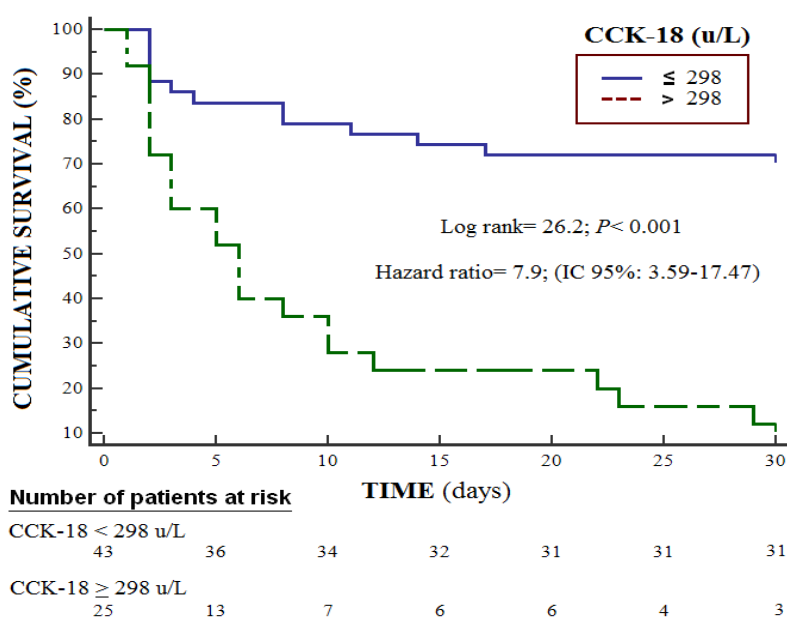 CCK-18 (u/L)
≤ 298
> 298
CUMULATIVE SURVIVAL (%)
100
90
80
70
60
50
40
30
20
10
Log rank= 26.2; P< 0.001
Hazard ratio= 7.9; (IC 95%: 3.59-17.47)
0 5 10 15 20 25 30
TIME (days)
Number of patients at risk
CCK-18 < 298 u/L
43 36 34 32 31 31 31
CCK-18 ≥ 298 u/L
25 13 7 6 6 4 3